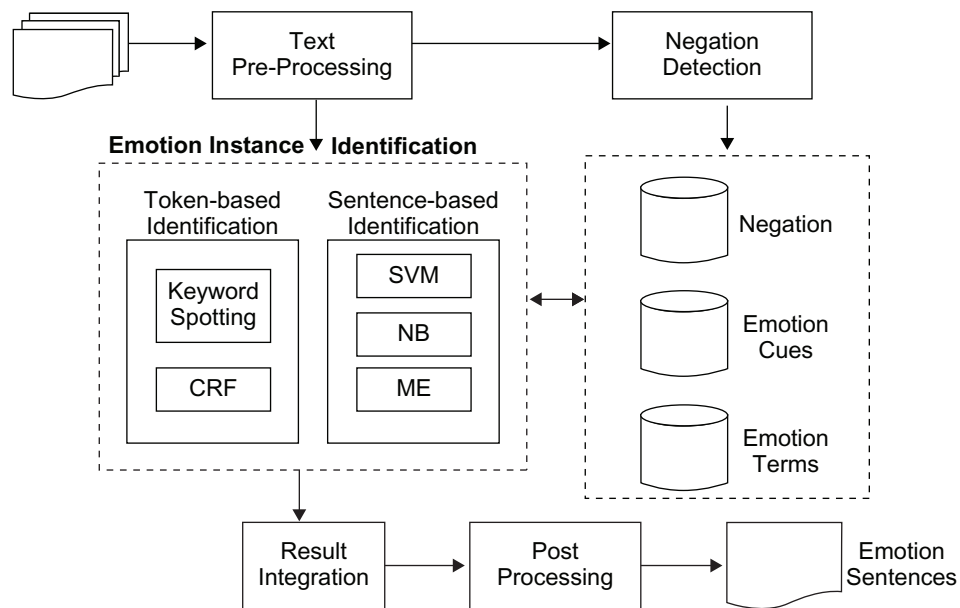 Text
Pre-Processing
Negation
Detection
Emotion Instance Identification
Token-based
Identification
Sentence-based
Identification
Keyword
Spotting
CRF
SVM
NB
ME
Negation
Emotion
Cues
Emotion
Terms
Result
Integration
Post
Processing
Emotion
Sentences